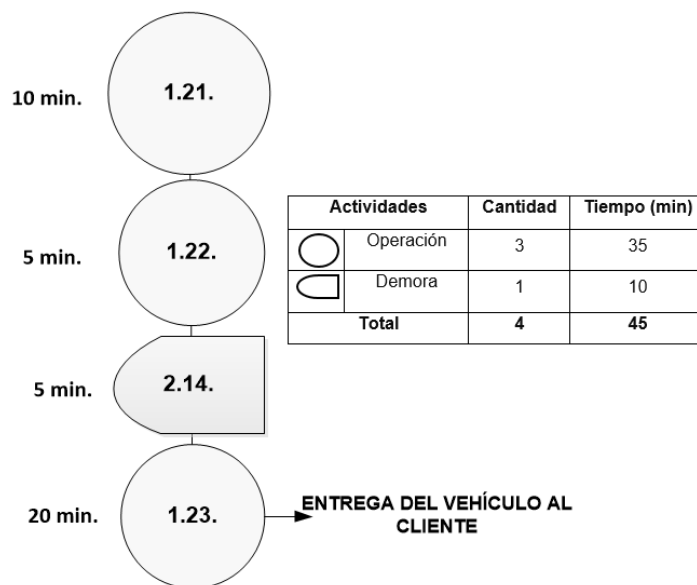 10 min.
1.21.
5 min.
1.22.
Actividades Cantidad Tiempo (min)
Operación 3 35
Demora 1 10
Total 4 45
5 min.
2.14.
20 min.
1.23.
ENTREGA DEL VEHÍCULO AL
CLIENTE